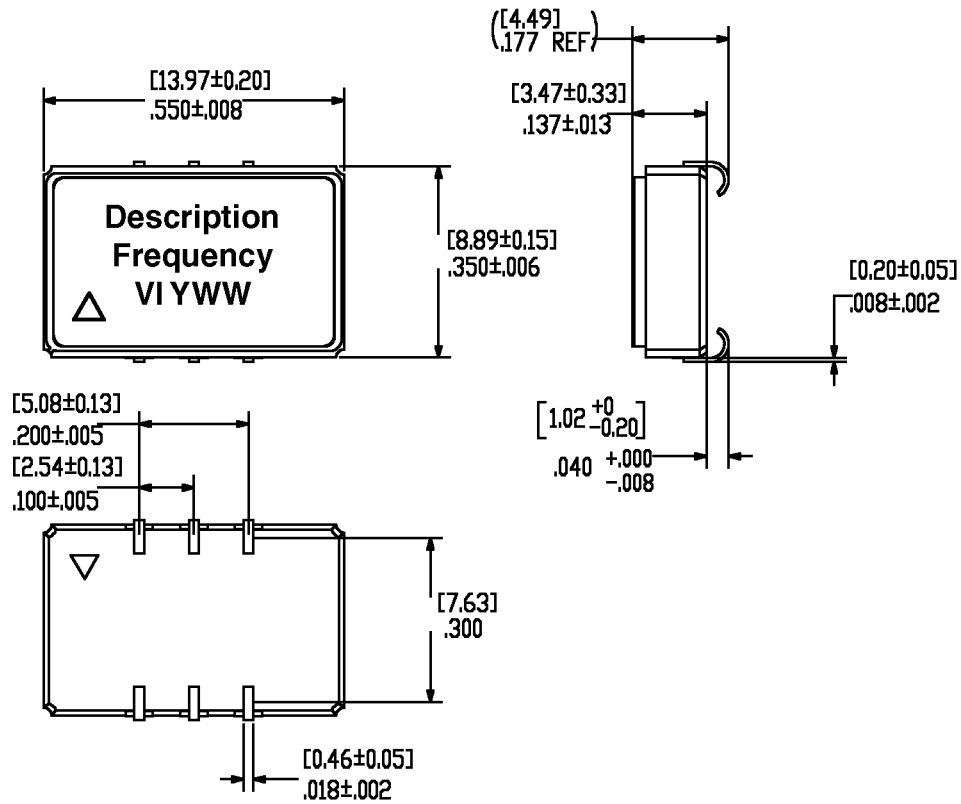 ([4.49]
.177 REF)
[13.97±0.20]
.550±.008
[3.47±0.33]
.137±.013
Description
Frequency
VI YWW
[8.89±0.15]
.350±.006
[0.20±0.05]
.008±.002
[5.08±0.13]
.200±.005
[1.02 +0 -0.20]
.040 +.000 -.008
[2.54±0.13]
.100±.005
[7.63]
.300
[0.46±0.05]
.018±.002